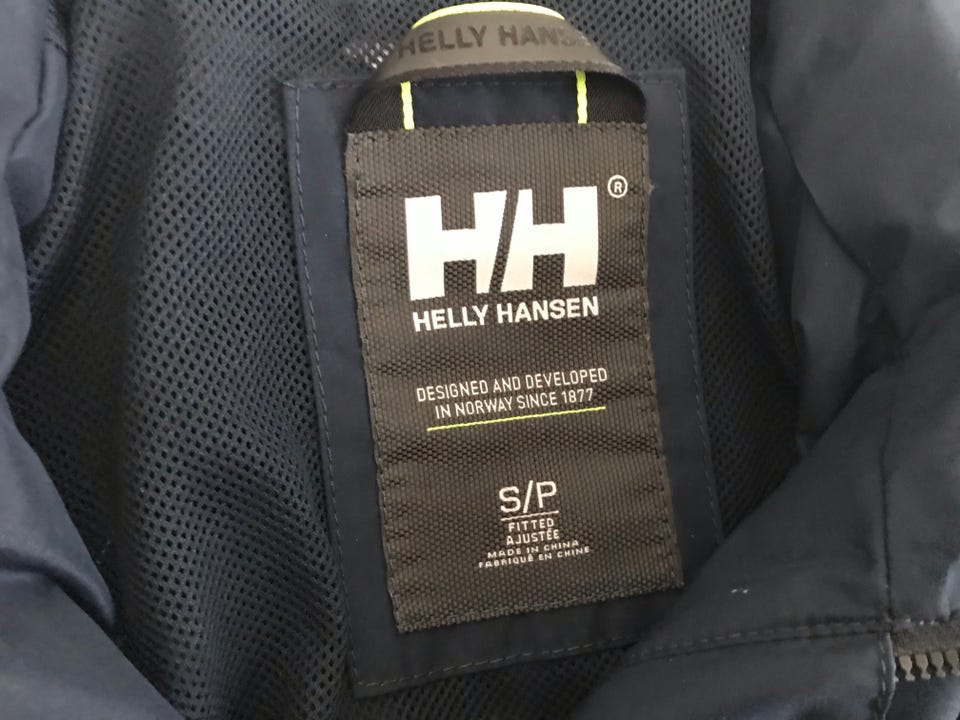 HELLY HANS
HH®
HELLY HANSEN
DESIGNED AND DEVELOPED
IN NORWAY SINCE 1877
S/P
FITTED
AJUSTÉE
MADE IN CHINA
FABRIQUÉ EN CHINE